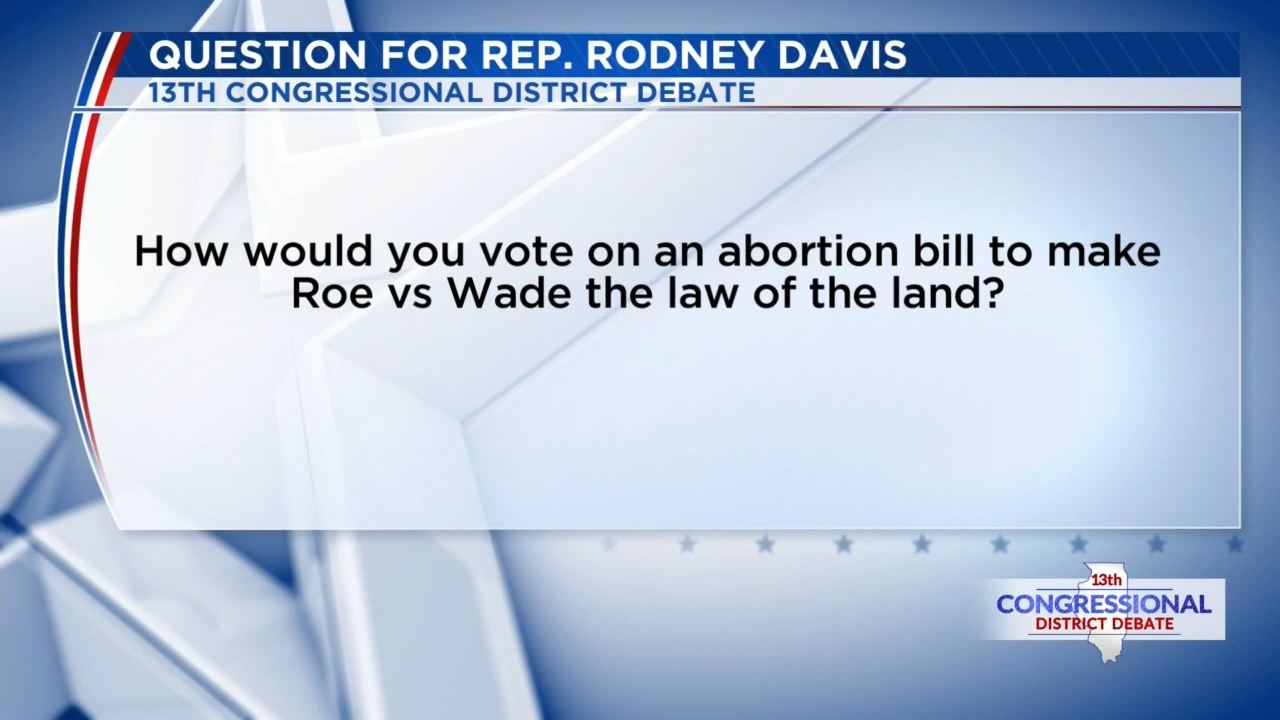 QUESTION FOR REP. RODNEY DAVIS
13TH CONGRESSIONAL DISTRICT DEBATE
How would you vote on an abortion bill to make
Roe vs Wade the law of the land?
13th
CONGRESSIONAL
DISTRICT DEBATE